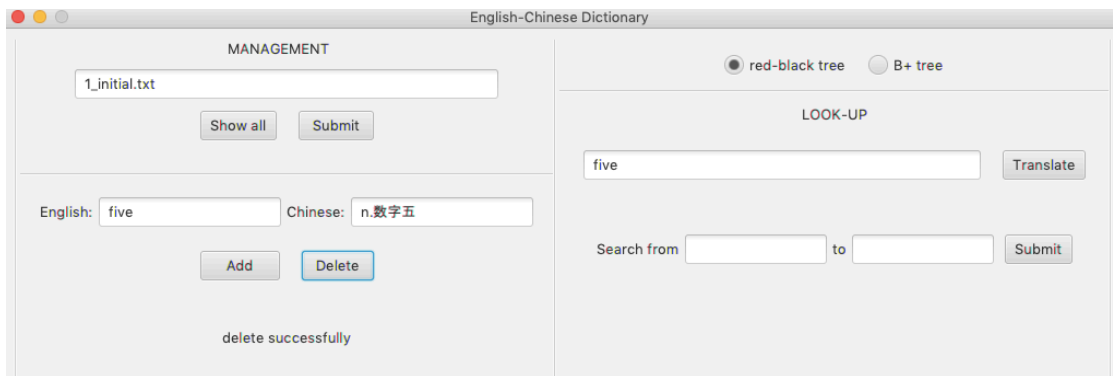 English-Chinese Dictionary
MANAGEMENT
1_initial.txt
Show all Submit
English: five Chinese: n.数字五
Add Delete
delete successfully
red-black tree B+ tree
LOOK-UP
five Translate
Search from to Submit